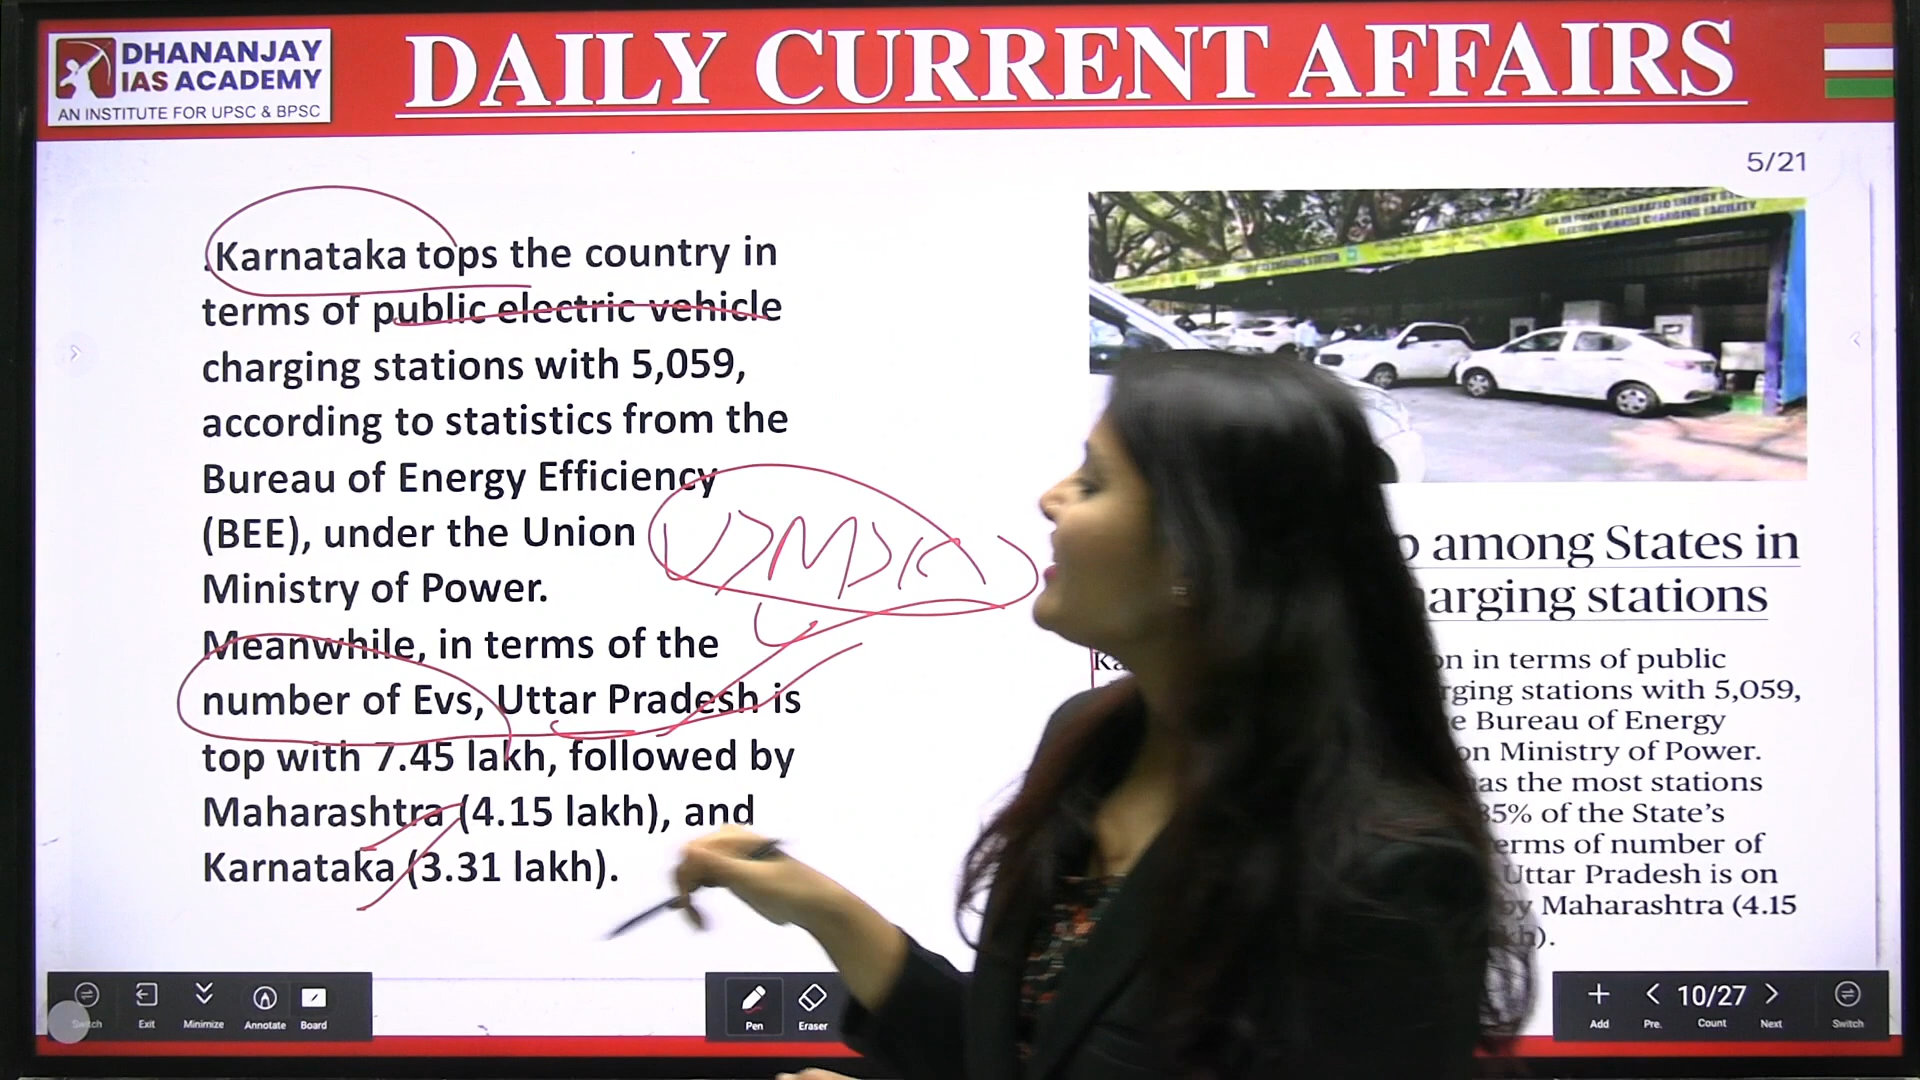 DHANANJAY
IAS ACADEMY
AN INSTITUTE FOR UPSC & BPSC
DAILY CURRENT AFFAIRS
5/21
.Karnataka tops the country in
terms of public electric vehicle
charging stations with 5,059,
according to statistics from the
Bureau of Energy Efficiency
(BEE), under the Union
Ministry of Power.
Meanwhile, in terms of the
number of Evs, Uttar Pradesh is
top with 7.45 lakh, followed by
Maharashtra (4.15 lakh), and
Karnataka (3.31 lakh).
among States in
arging stations
Ka
on in terms of public
rging stations with 5,059,
e Bureau of Energy
on Ministry of Power.
as the most stations
85% of the State's
erms of number of
Uttar Pradesh is on
by Maharashtra (4.15
kh).
Switch
Exit
Minimize
Annotate
Board
Pen
Eraser
Add
Pre.
10/27
Count
Next
Switch